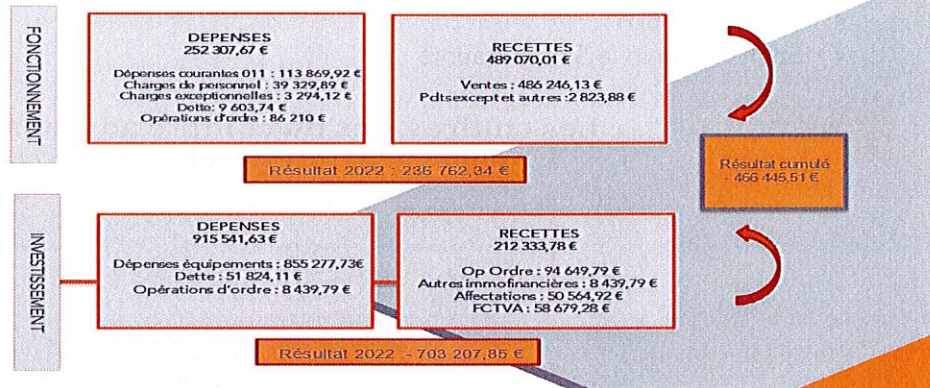 FONCTIONNEMENT
DEPENSES
252 307,67 €
Dépenses courantes 011 : 113 869,92 €
Charges de personnel : 39 329,89 €
Charges exceptionnelles : 3 294,12 €
Dette: 9 603,74 €
Opérations d'ordre : 86 210 €
RECETTES
489 070,01 €
Ventes : 486 246,13 €
Pdtsexcept et autres :2 823,88 €
Résultat 2022 : 236 762,34 €
Résultat cumulé
- 466 445,51 €
INVESTISSEMENT
DEPENSES
915 541,63 €
Dépenses équipements : 855 277,73€
Dette : 51 824,11 €
Opérations d'ordre : 8 439,79 €
RECETTES
212 333,78 €
Op Ordre : 94 649,79 €
Autres immofinancières : 8 439,79 €
Affectations : 50 564,92 €
FCTVA : 58 679,28 €
Résultat 2022 :- 703 207,85 €